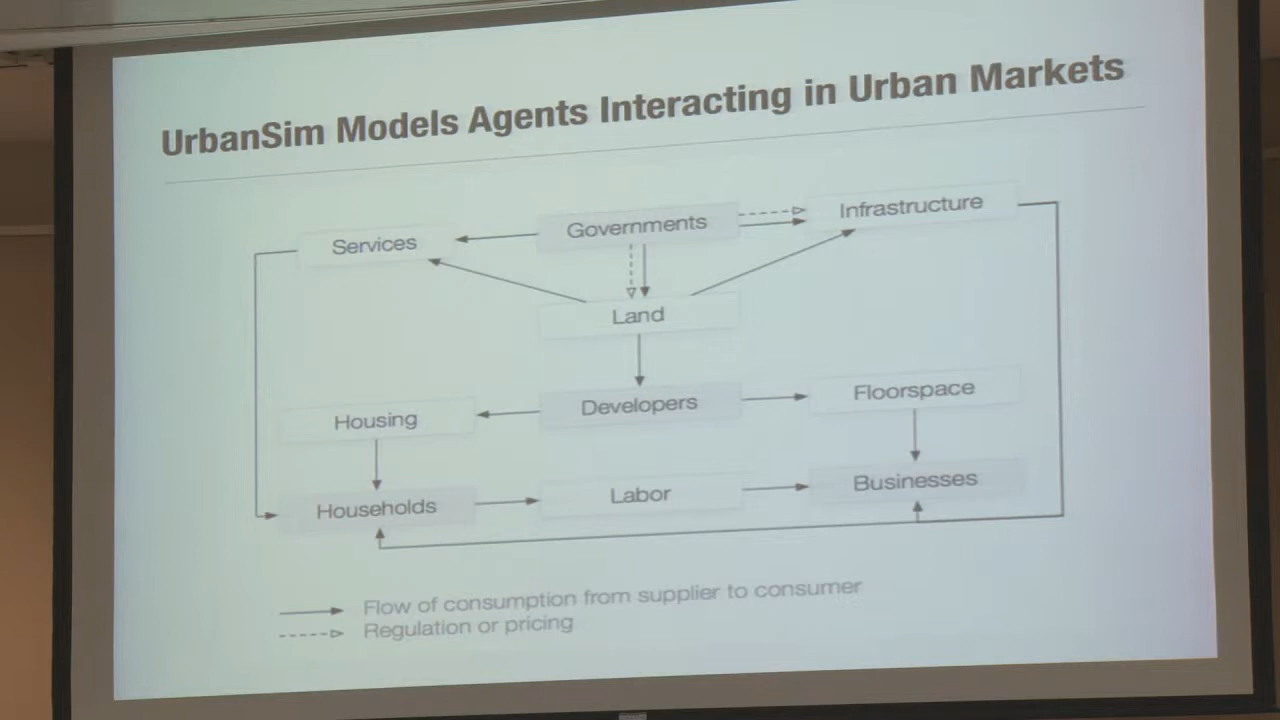 UrbanSim Models Agents Interacting in Urban Markets
Services
Governments
Infrastructure
Land
Housing
Developers
Floorspace
Households
Labor
Businesses
Flow of consumption from supplier to consumer
Regulation or pricing